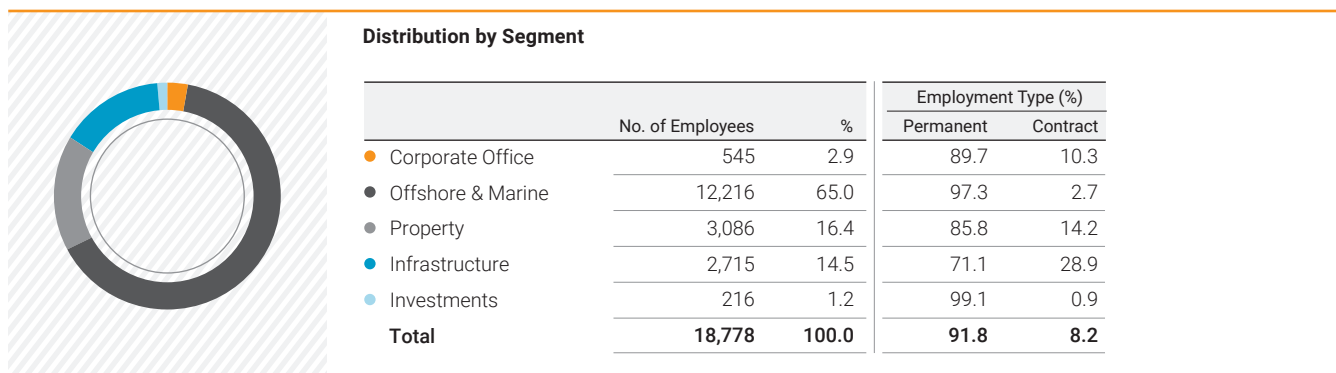 Distribution by Segment
Employment Type (%)
No. of Employees % Permanent Contract
Corporate Office 545 2.9 89.7 10.3
Offshore & Marine 12,216 65.0 97.3 2.7
Property 3,086 16.4 85.8 14.2
Infrastructure 2,715 14.5 71.1 28.9
Investments 216 1.2 99.1 0.9
Total 18,778 100.0 91.8 8.2